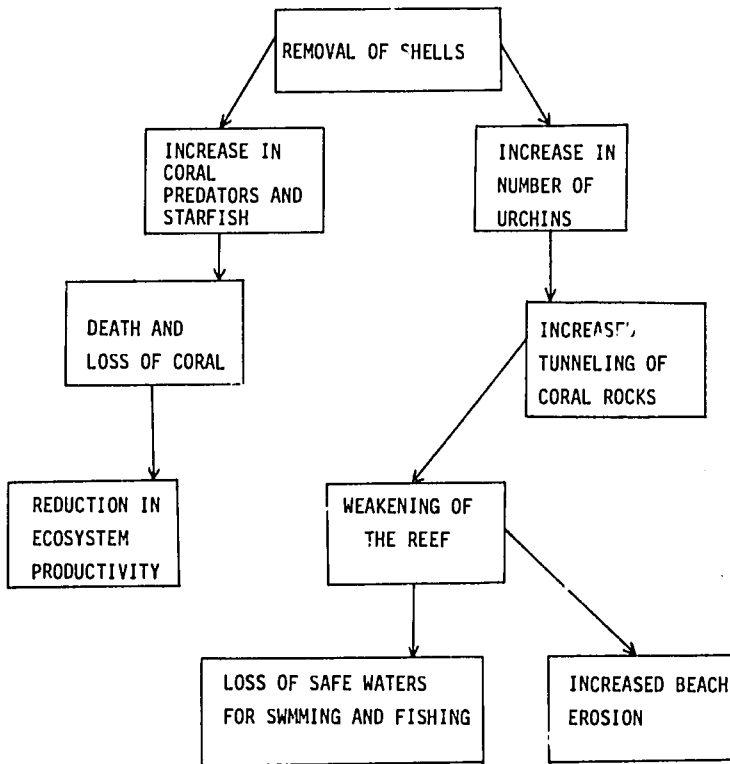 REMOVAL OF SHELLS
INCREASE IN
CORAL
PREDATORS AND
STARFISH
INCREASE IN
NUMBER OF
URCHINS
DEATH AND
LOSS OF CORAL
INCREASED
TUNNELING OF
CORAL ROCKS
REDUCTION IN
ECOSYSTEM
PRODUCTIVITY
WEAKENING OF
THE REEF
LOSS OF SAFE WATERS
FOR SWMMING AND FISHING
INCREASED BEACH
EROSION